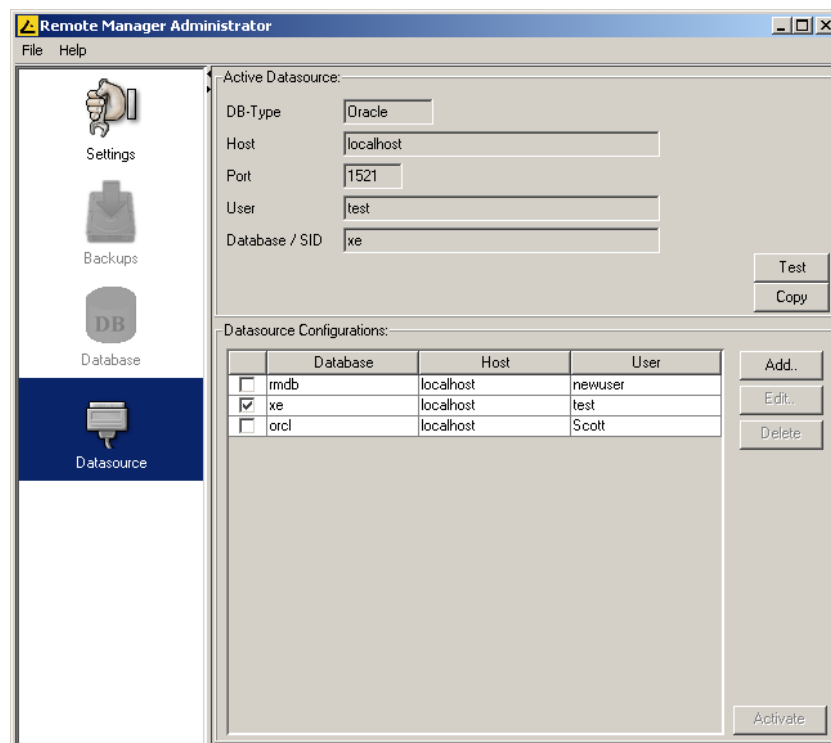 Remote Manager Administrator
File Help
Settings
Backups
DB
Database
Datasource
Active Datasource:
DB-Type Oracle
Host localhost
Port 1521
User test
Database / SID xe
Test
Copy
Datasource Configurations:
Database Host User
rmdb localhost newuser
xe localhost test
orcl localhost Scott
Add..
Edit..
Delete
Activate